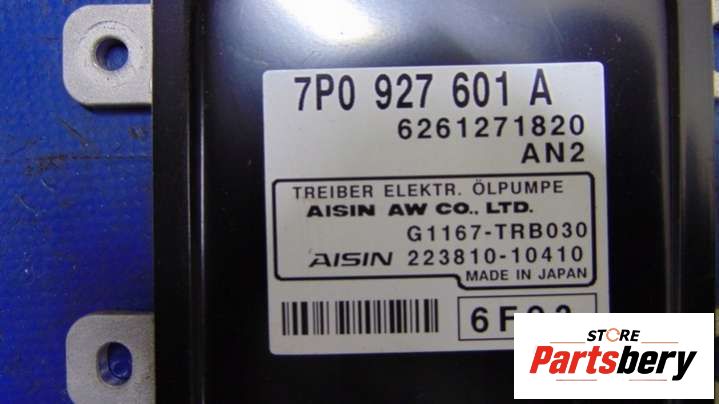 7P0 927 601 A
6261271820
AN2
TREIBER ELEKTR. ÖLPUMPE
AISIN AW CO., LTD.
G1167-TRB030
AISIN 223810-10410
MADE IN JAPAN
STORE
Partsbery